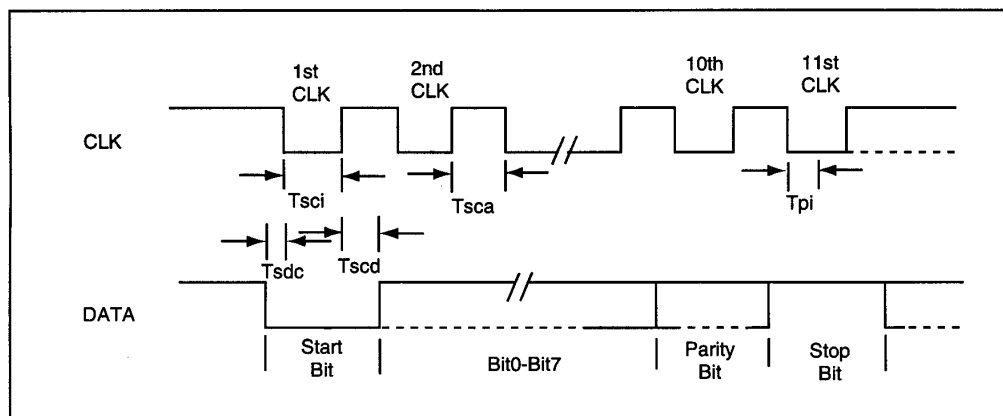 1st
CLK
2nd
CLK
10th
CLK
11st
CLK
CLK
Tsci
Tsca
Tpi
Tsdc
Tscd
DATA
Start
Bit
Bit0-Bit7
Parity
Bit
Stop
Bit